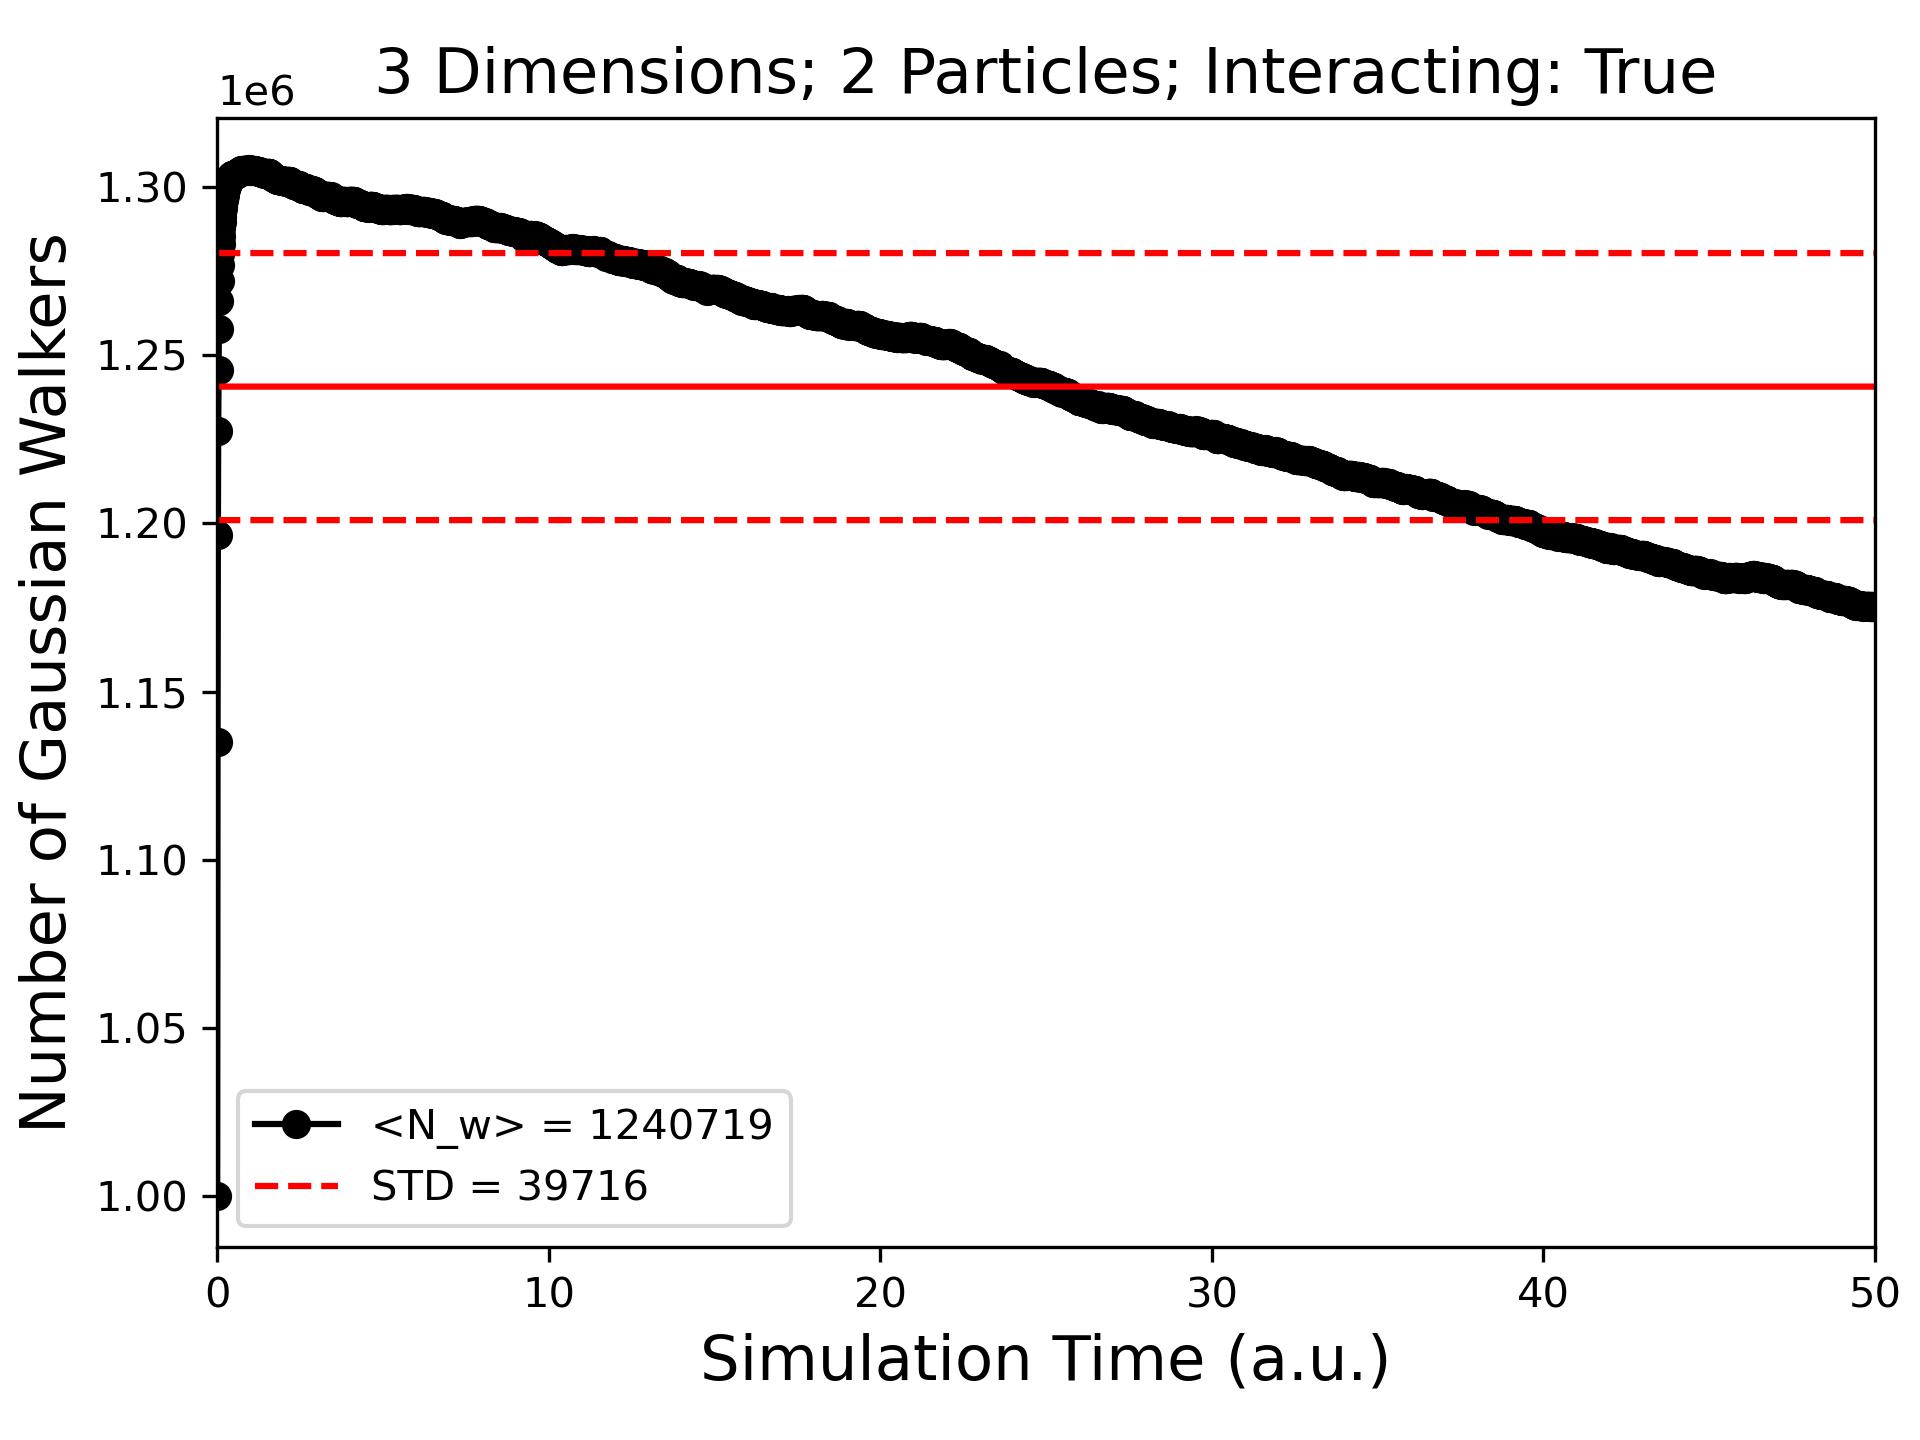 3 Dimensions; 2 Particles; Interacting: True
1e6
Number of Gaussian Walkers
1.30
1.25
1.20
1.15
1.10
1.05
1.00
<N_w> = 1240719
STD = 39716
0 10 20 30 40 50
Simulation Time (a.u.)